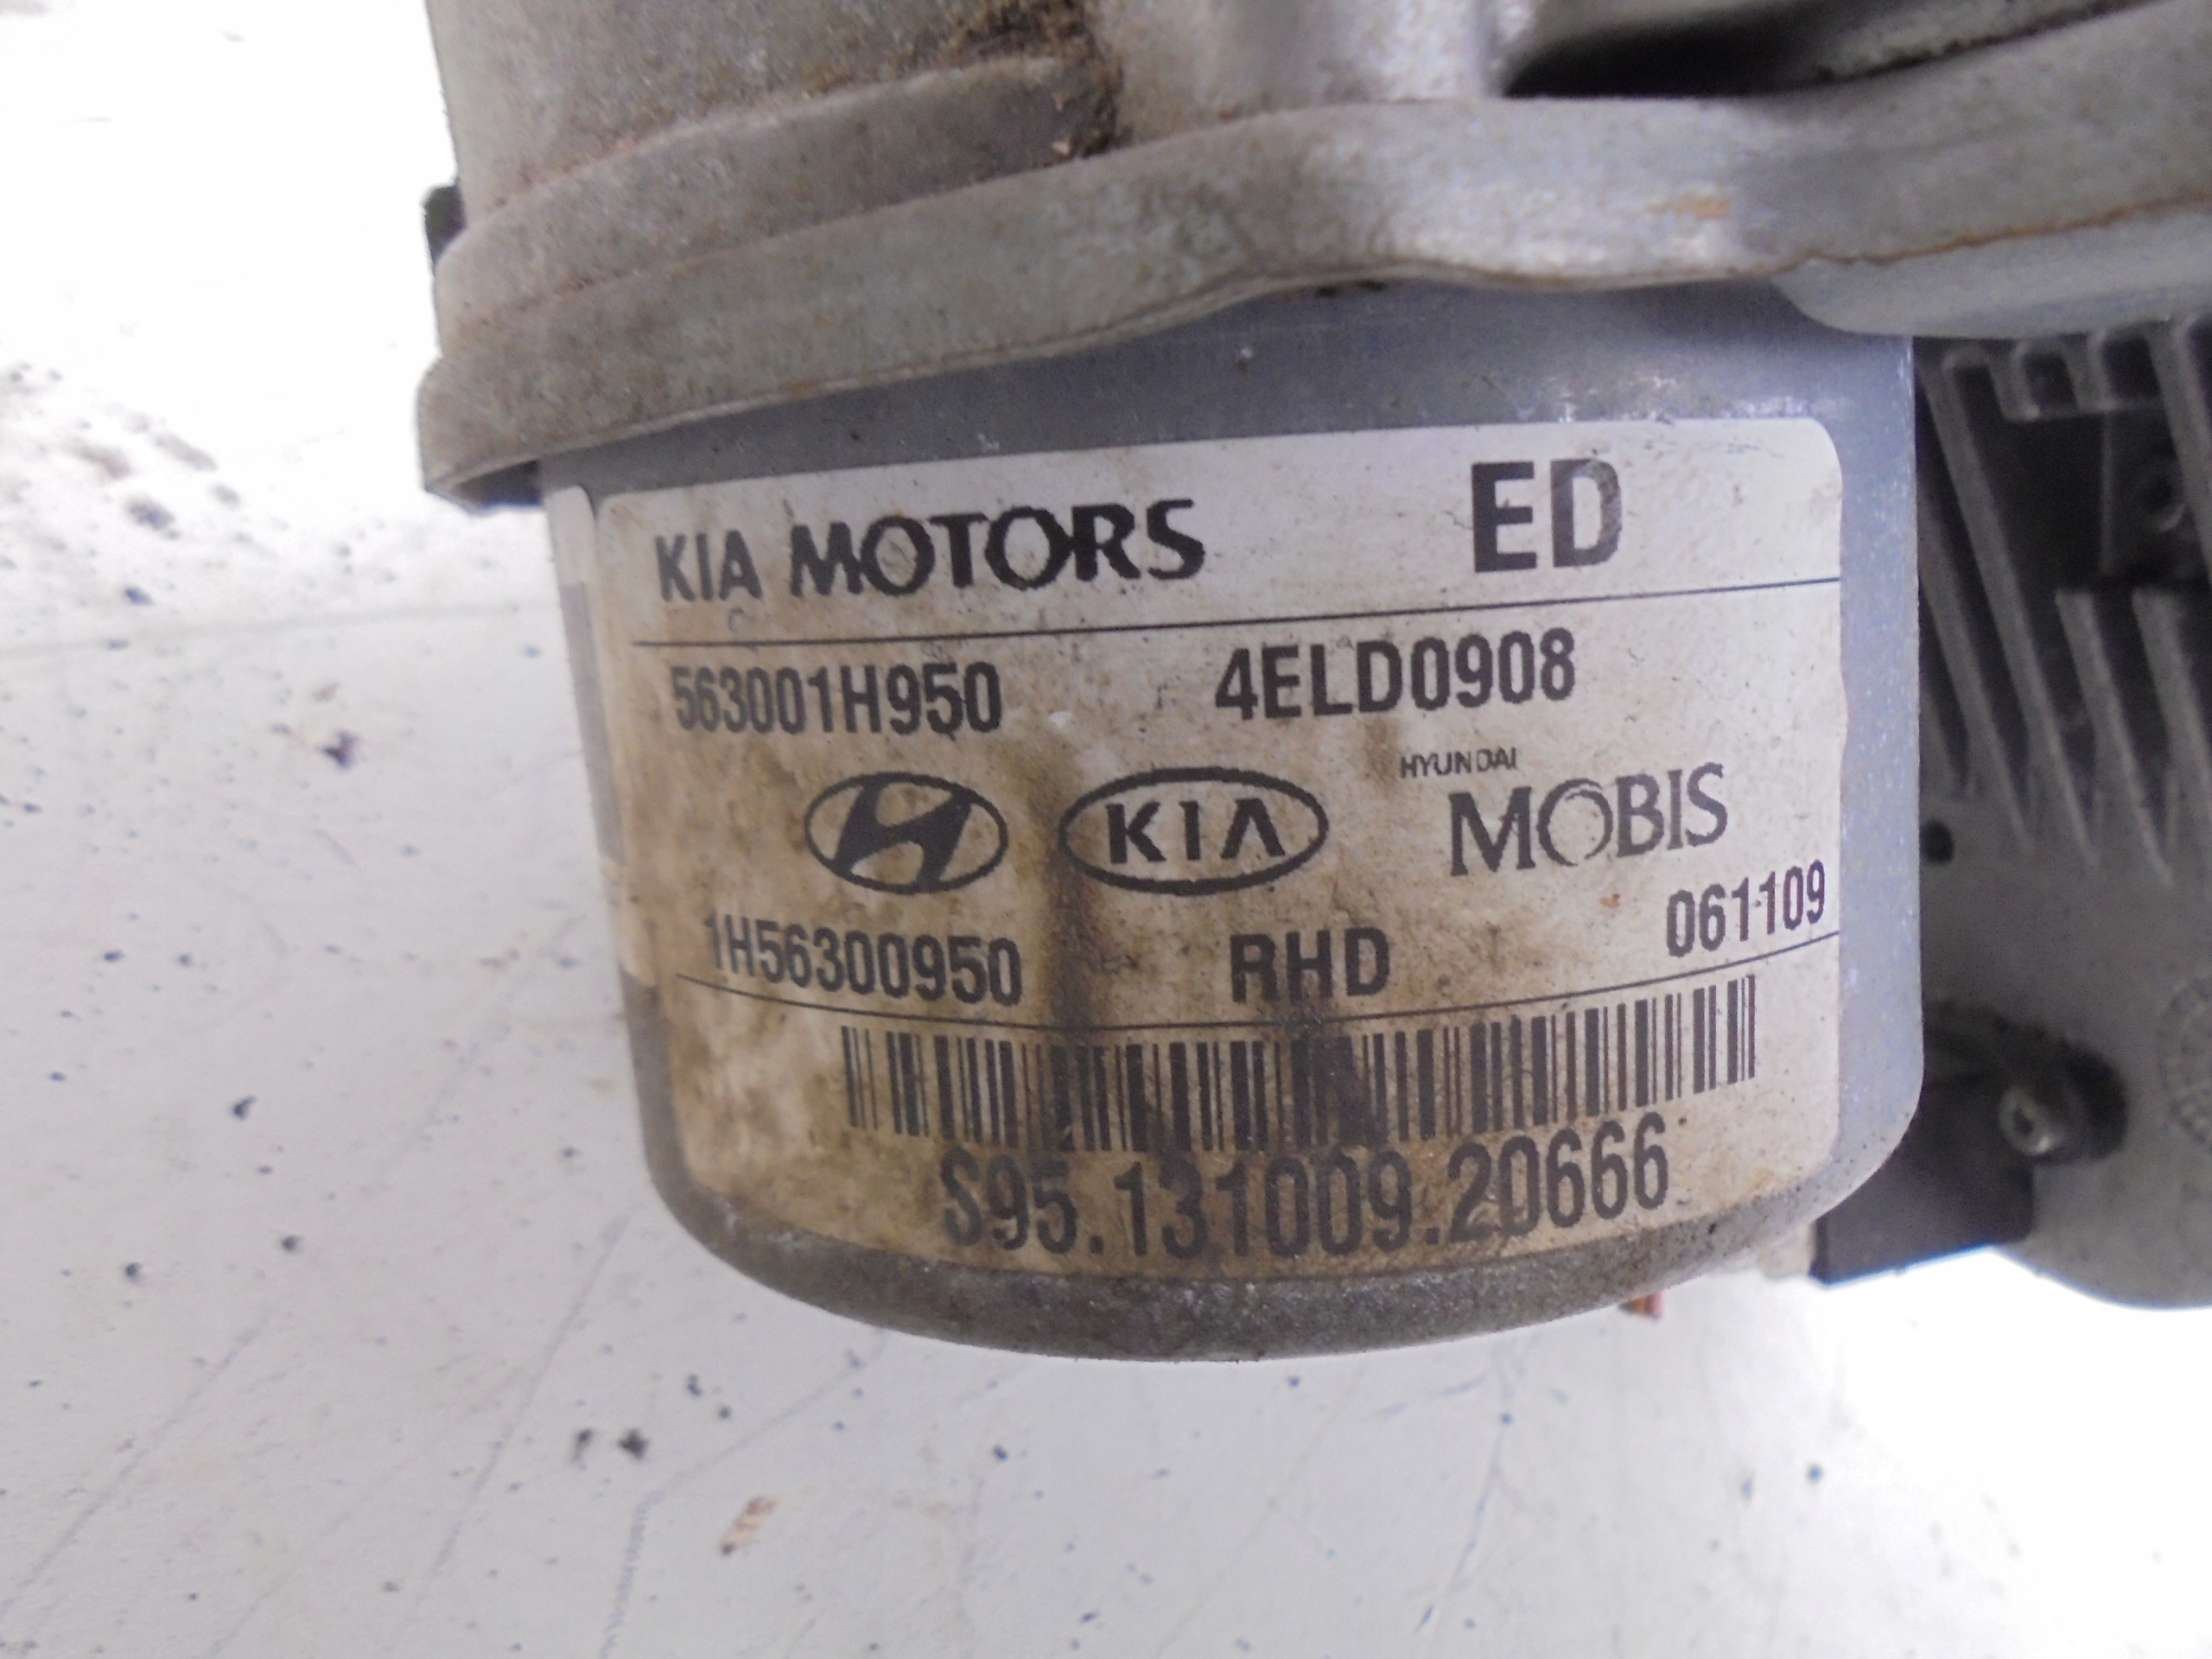 KIA MOTORS ED
563001H950 4ELD0908
KIA HYUNDAI MOBIS
1H56300950 RHD 061109
S95.131009.20666